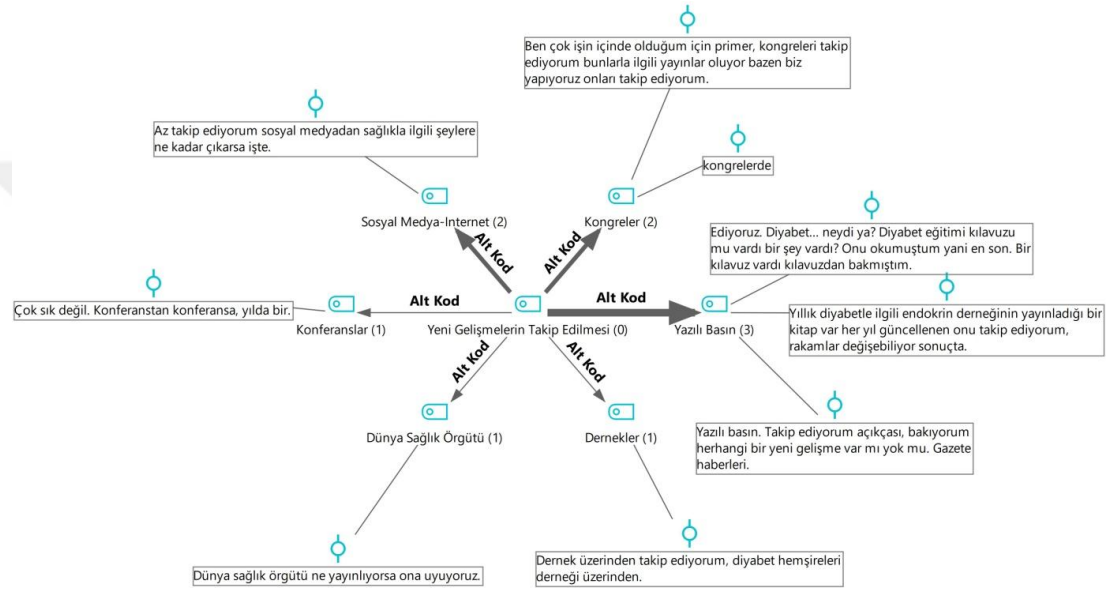 Ben çok işin içinde olduğum için primer, kongreleri takip
ediyorum bunlarla ilgili yayınlar oluyor bazen biz
yapıyoruz onları takip ediyorum.
Az takip ediyorum sosyal medyadan sağlıkla ilgili şeylere
ne kadar çıkarsa işte.
kongrelerde
Sosyal Medya-Internet (2)
Kongreler (2)
Ediyoruz. Diyabet... neydi ya? Diyabet eğitimi kılavuzu
mu vardı bir şey vardı? Onu okumuştum yani en son. Bir
kılavuz vardı kılavuzdan bakmıştım.
Alt Kod
Alt Kod
Çok sık değil. Konferanstan konferansa, yılda bir.
Alt Kod
Alt Kod
Konferanslar (1)
Yeni Gelişmelerin Takip Edilmesi (0)
Yazılı Basın (3)
Yıllık diyabetle ilgili endokrin derneğinin yayınladığı bir
kitap var her yıl güncellenen onu takip ediyorum,
rakamlar değişebiliyor sonuçta.
Alt Kod
Alt Kod
Dünya Sağlık Örgütü (1)
Dernekler (1)
Yazılı basın. Takip ediyorum açıkçası, bakıyorum
herhangi bir yeni gelişme var mı yok mu. Gazete
haberleri.
Dünya sağlık örgütü ne yayınlıyorsa ona uyuyoruz.
Dernek üzerinden takip ediyorum, diyabet hemşireleri
derneği üzerinden.